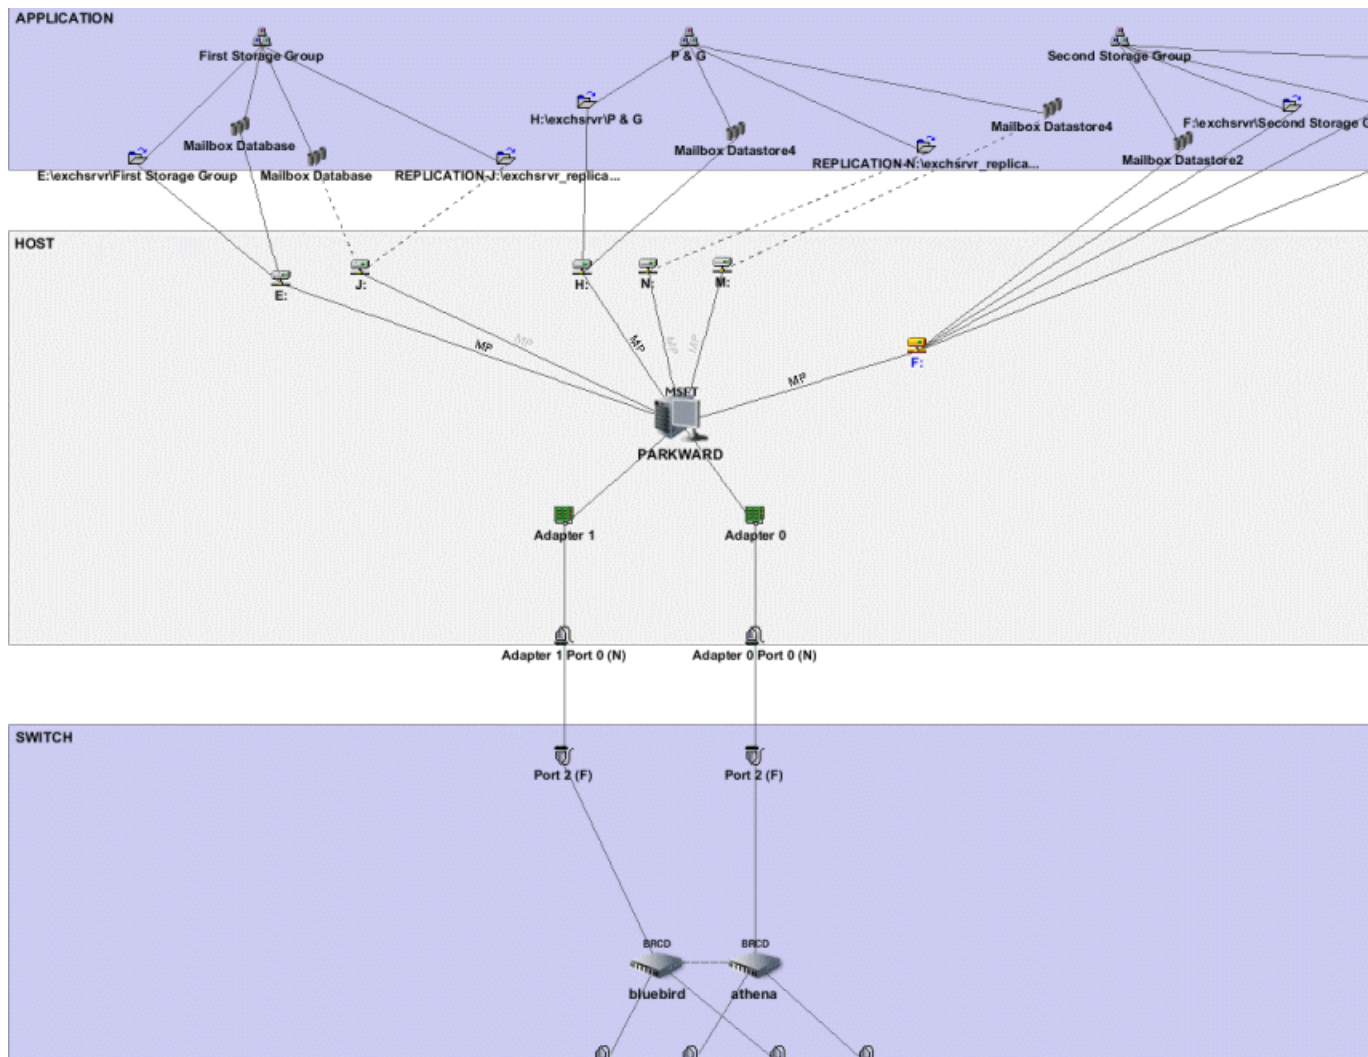 APPLICATION
First Storage Group
P & G
Second Storage Group
H:\exchsrvr\P & G
Mailbox Datastore4
F:\exchsrvr\Second Storage G
Mailbox Database
Mailbox Datastore4
Mailbox Datastore2
E:\exchsrvr\First Storage Group
Mailbox Database
REPLICATION-J:\exchsrvr_replica...
REPLICATION-N:\exchsrvr_replica...
HOST
E:
J:
H:
N:
M:
F:
MP
MP
MP
MP
MP
MP
MSFT
PARKWARD
Adapter 1
Adapter 0
Adapter 1 Port 0 (N)
Adapter 0 Port 0 (N)
SWITCH
Port 2 (F)
Port 2 (F)
BRCD
BRCD
bluebird
athena